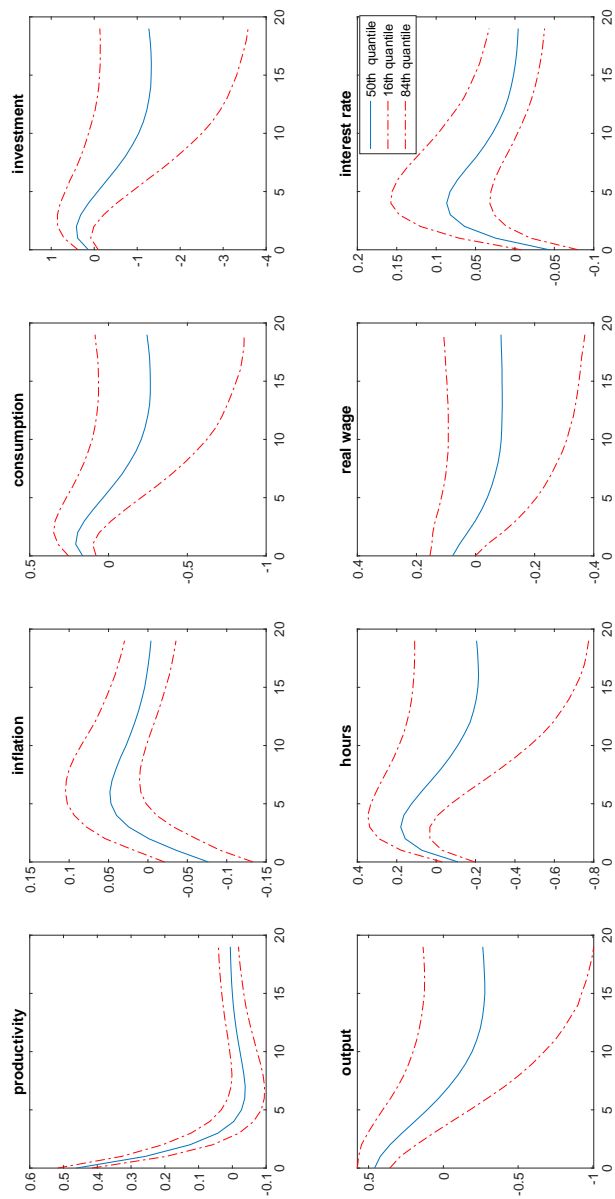 productivity
0.6
0.5
0.4
0.3
0.2
0.1
0
-0.1
0 5 10 15 20
inflation
0.15
0.1
0.05
0
-0.05
-0.1
-0.15
0 5 10 15 20
consumption
0.5
0
-0.5
-1
0 5 10 15 20
investment
1
0
-1
-2
-3
-4
0 5 10 15 20
output
0.5
0
-0.5
-1
0 5 10 15 20
hours
0.4
0.2
0
-0.2
-0.4
-0.6
-0.8
0 5 10 15 20
real wage
0.4
0.2
0
-0.2
-0.4
0 5 10 15 20
interest rate
0.2
0.15
0.1
0.05
0
-0.05
-0.1
0 5 10 15 20
50th quantile
16th quantile
84th quantile